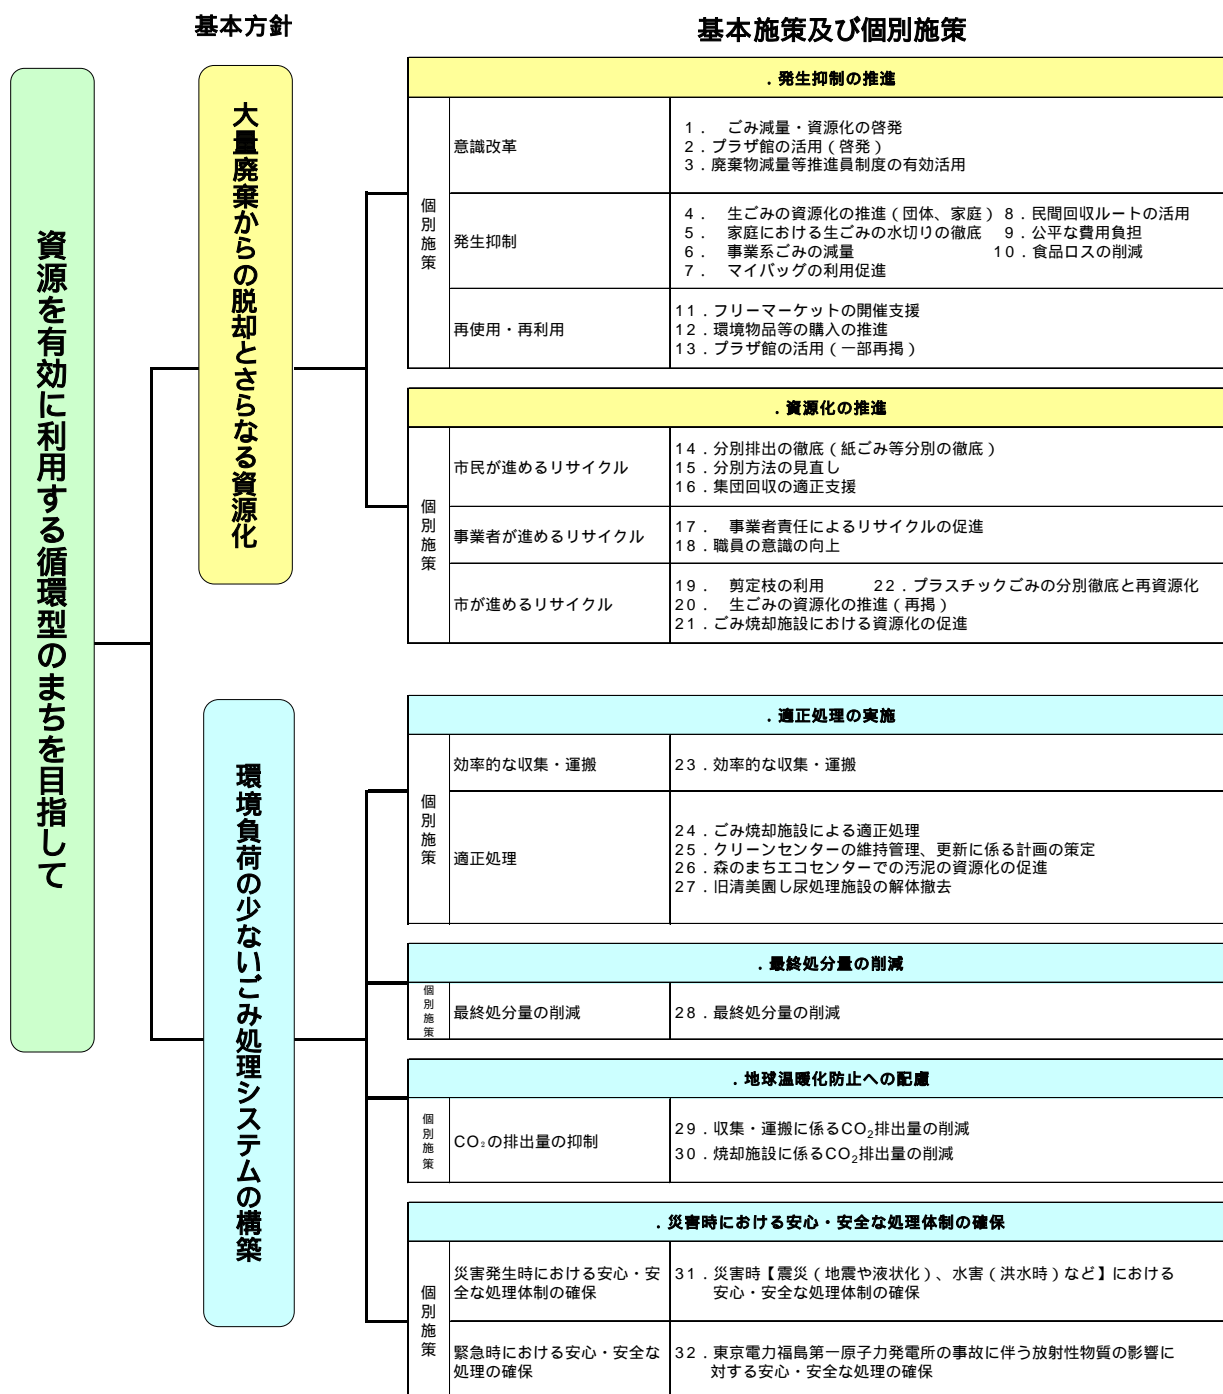 基本方針
基本施策及び個別施策
資源を有効に利用する循環型のまちを目指して
大量廃棄からの脱却とさらなる資源化
．発生抑制の推進
個別施策
意識改革
１．　ごみ減量・資源化の啓発
２．プラザ館の活用（啓発）
３．廃棄物減量等推進員制度の有効活用
発生抑制
４．　生ごみの資源化の推進（団体、家庭）８．民間回収ルートの活用
５．　家庭における生ごみの水切りの徹底　９．公平な費用負担
６．　事業系ごみの減量　１０．食品ロスの削減
７．　マイバッグの利用促進
再使用・再利用
１１．フリーマーケットの開催支援
１２．環境物品等の購入の推進
１３．プラザ館の活用（一部再掲）
．資源化の推進
個別施策
市民が進めるリサイクル
１４．分別排出の徹底（紙ごみ等分別の徹底）
１５．分別方法の見直し
１６．集団回収の適正支援
事業者が進めるリサイクル
１７．　事業者責任によるリサイクルの促進
１８．職員の意識の向上
市が進めるリサイクル
１９．　剪定枝の利用　２２．プラスチックごみの分別徹底と再資源化
２０．　生ごみの資源化の推進（再掲）
２１．ごみ焼却施設における資源化の促進
環境負荷の少ないごみ処理システムの構築
．適正処理の実施
個別施策
効率的な収集・運搬
２３．効率的な収集・運搬
適正処理
２４．ごみ焼却施設による適正処理
２５．クリーンセンターの維持管理、更新に係る計画の策定
２６．森のまちエコセンターでの汚泥の資源化の促進
２７．旧清美園し尿処理施設の解体撤去
．最終処分量の削減
個別施策
最終処分量の削減
２８．最終処分量の削減
．地球温暖化防止への配慮
個別施策
CO₂の排出量の抑制
２９．収集・運搬に係るCO₂排出量の削減
３０．焼却施設に係るCO₂排出量の削減
．災害時における安心・安全な処理体制の確保
個別施策
災害発生時における安心・安
全な処理体制の確保
３１．災害時【震災（地震や液状化）、水害（洪水時）など】における
安心・安全な処理体制の確保
緊急時における安心・安全な
処理の確保
３２．東京電力福島第一原子力発電所の事故に伴う放射性物質の影響に
対する安心・安全な処理の確保